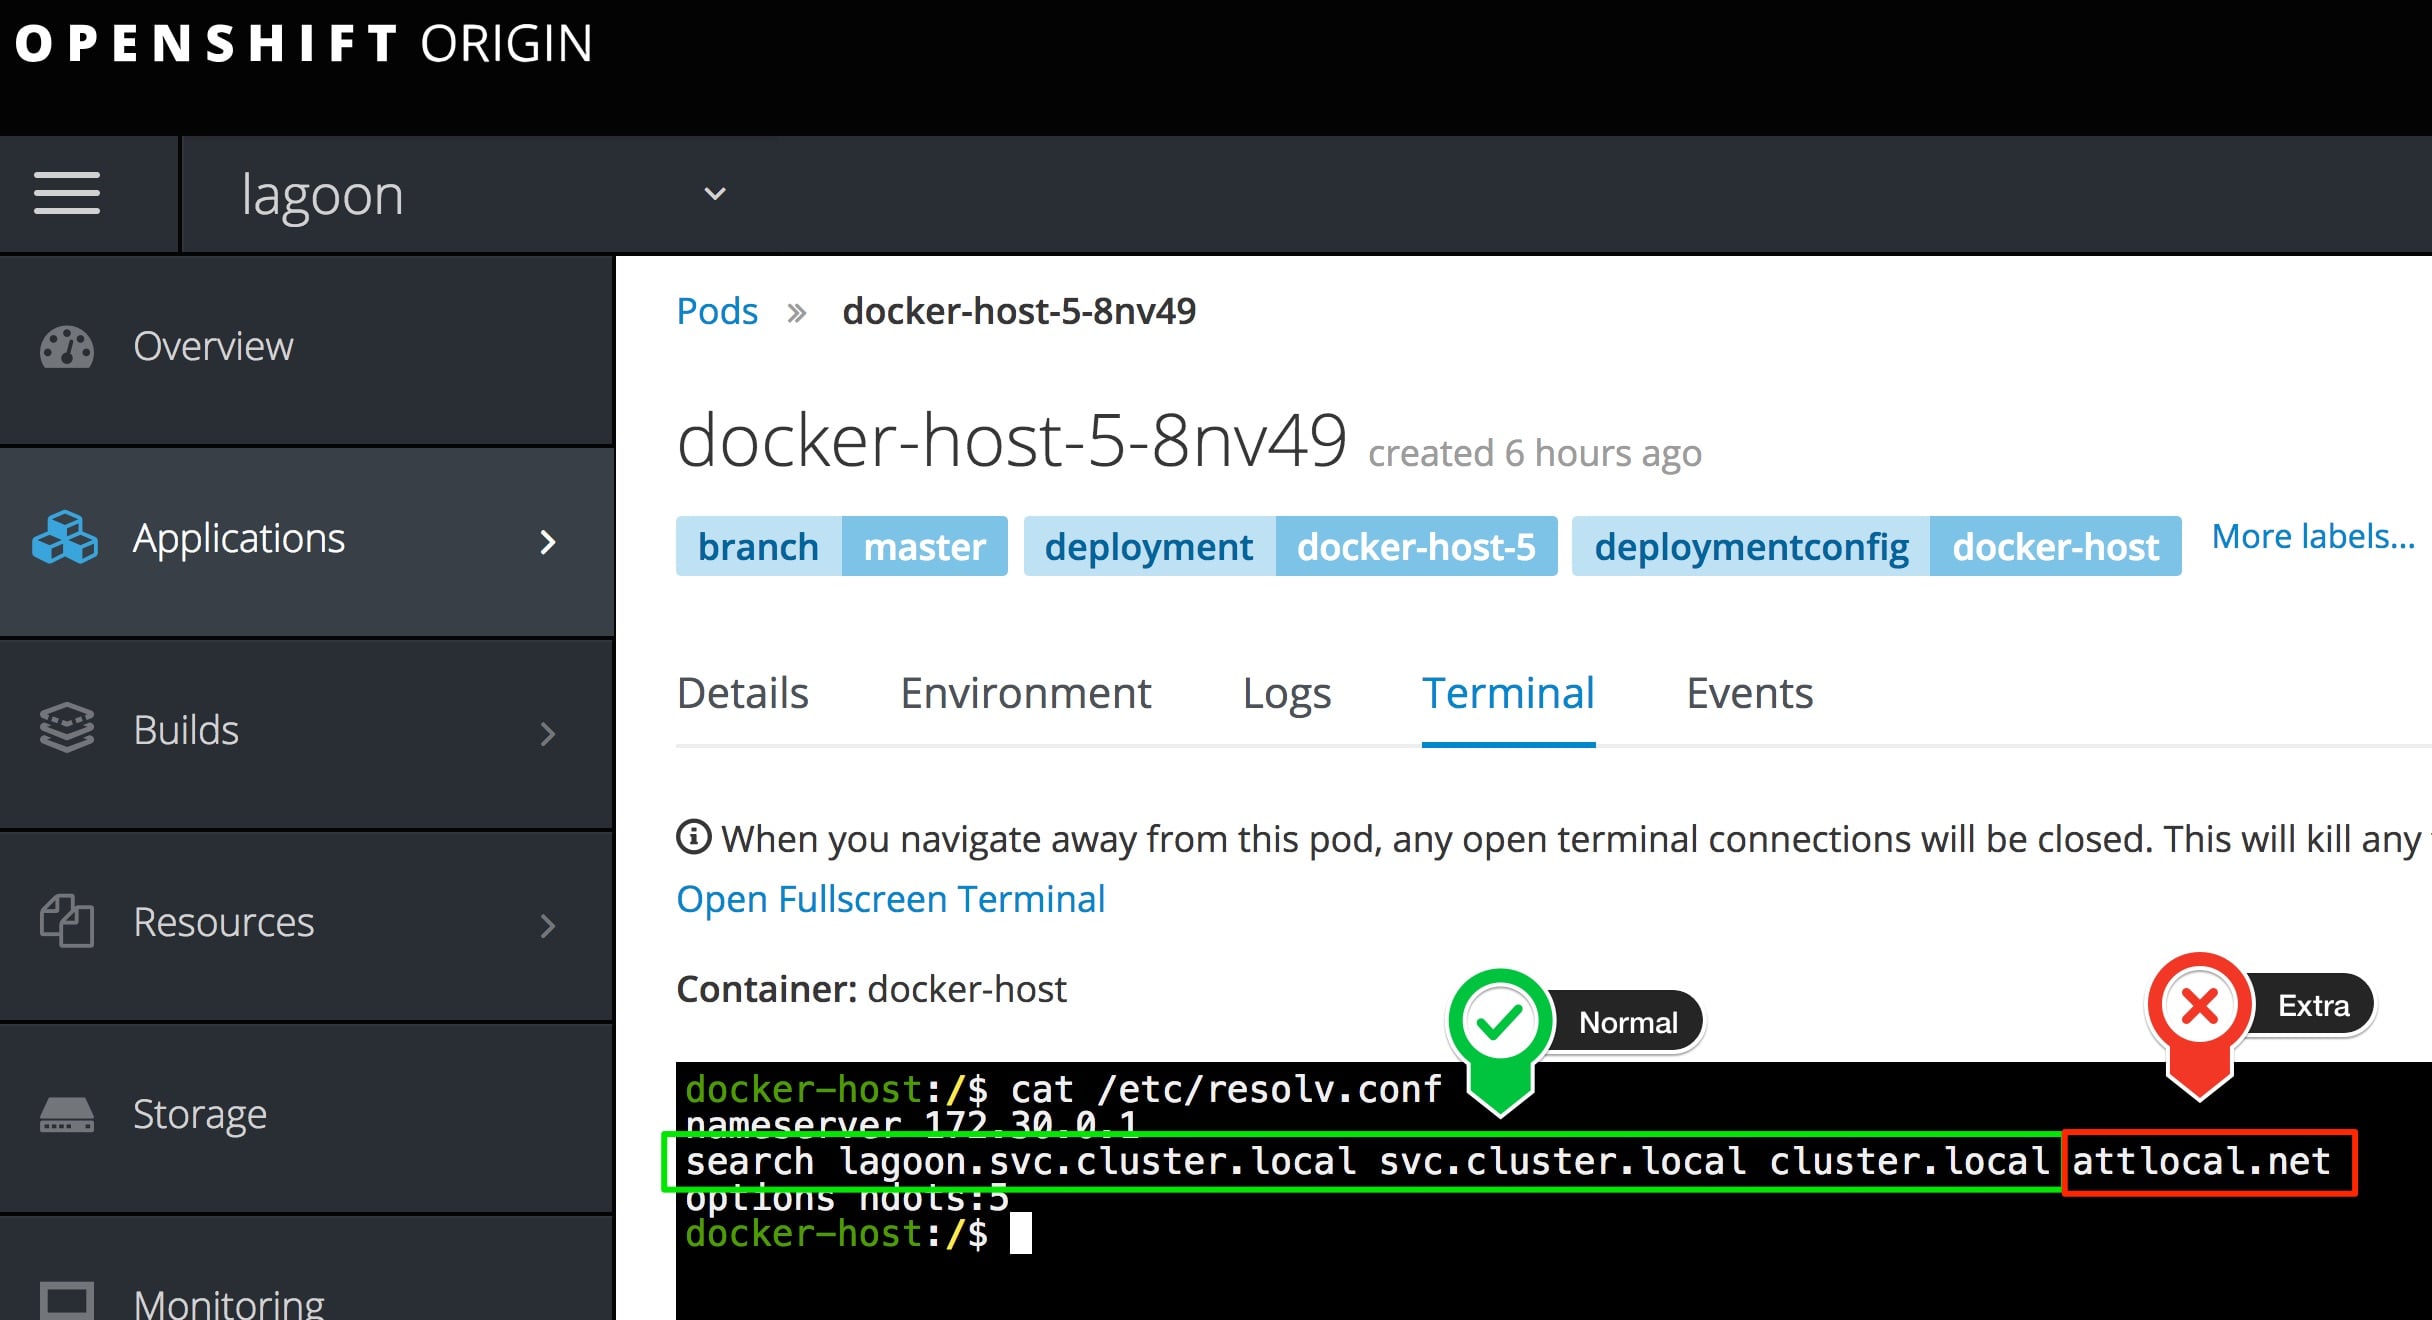 OPENSHIFT ORIGIN
lagoon
Overview
Applications
Builds
Resources
Storage
Monitoring
Pods » docker-host-5-8nv49
docker-host-5-8nv49 created 6 hours ago
branch master deployment docker-host-5 deploymentconfig docker-host More labels...
Details Environment Logs Terminal Events
When you navigate away from this pod, any open terminal connections will be closed. This will kill any
Open Fullscreen Terminal
Container: docker-host
Normal
Extra
docker-host:/$ cat /etc/resolv.conf
nameserver 172.30.0.1
search lagoon.svc.cluster.local svc.cluster.local cluster.local attlocal.net
options ndots:5
docker-host:/$